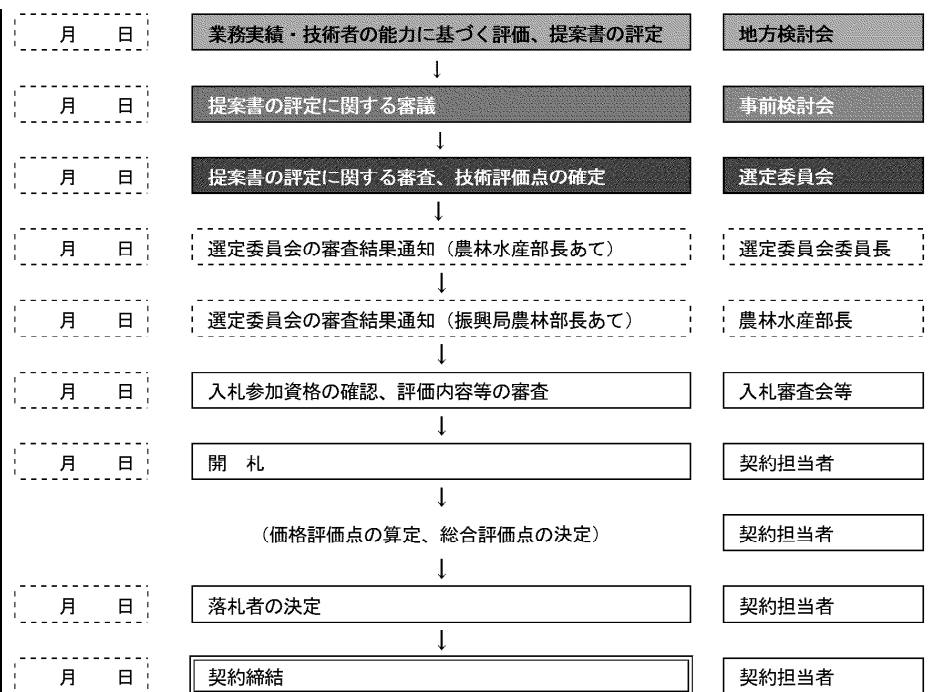 月　日　業務実績・技術者の能力に基づく評価、提案書の評定　地方検討会
↓
月　日　提案書の評定に関する審議　事前検討会
↓
月　日　提案書の評定に関する審査、技術評価点の確定　選定委員会
↓
月　日　選定委員会の審査結果通知（農林水産部長あて）　選定委員会委員長
↓
月　日　選定委員会の審査結果通知（振興局農林部長あて）　農林水産部長
↓
月　日　入札参加資格の確認、評価内容等の審査　入札審査会等
↓
月　日　開　札　契約担当者
↓
（価格評価点の算定、総合評価点の決定）　契約担当者
↓
月　日　落札者の決定　契約担当者
↓
月　日　契約締結　契約担当者